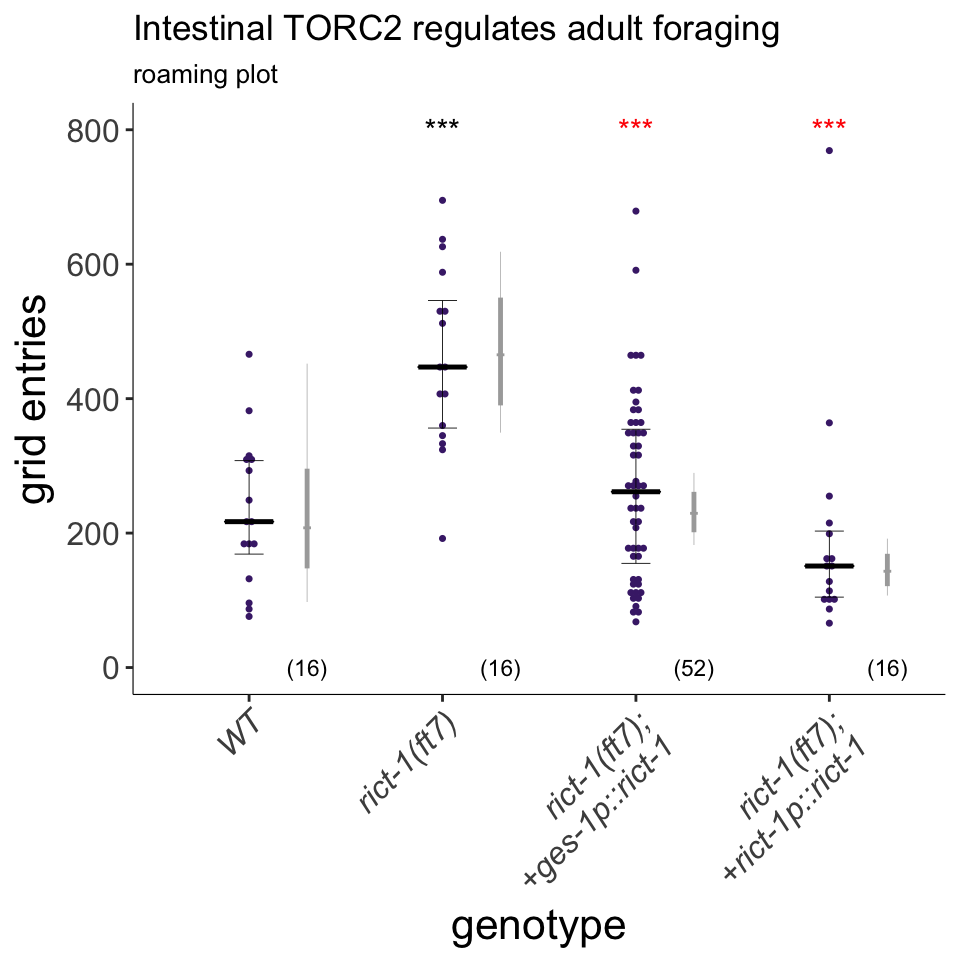 Intestinal TORC2 regulates adult foraging
roaming plot
grid entries
800
600
400
200
0
***
***
***
(16)
(16)
(52)
(16)
WT
rict-1(ft7)
rict-1(ft7);
+ges-1p::rict-1
rict-1(ft7);
+rict-1p::rict-1
genotype